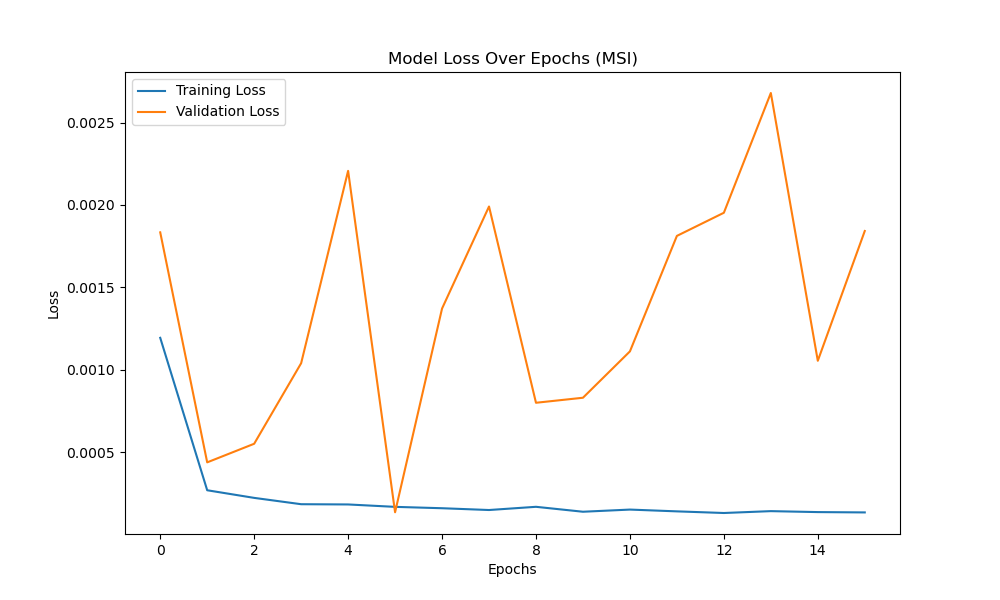 Model Loss Over Epochs (MSI)
Training Loss
Validation Loss
0.0025
0.0020
0.0015
0.0010
0.0005
Loss
0 2 4 6 8 10 12 14
Epochs